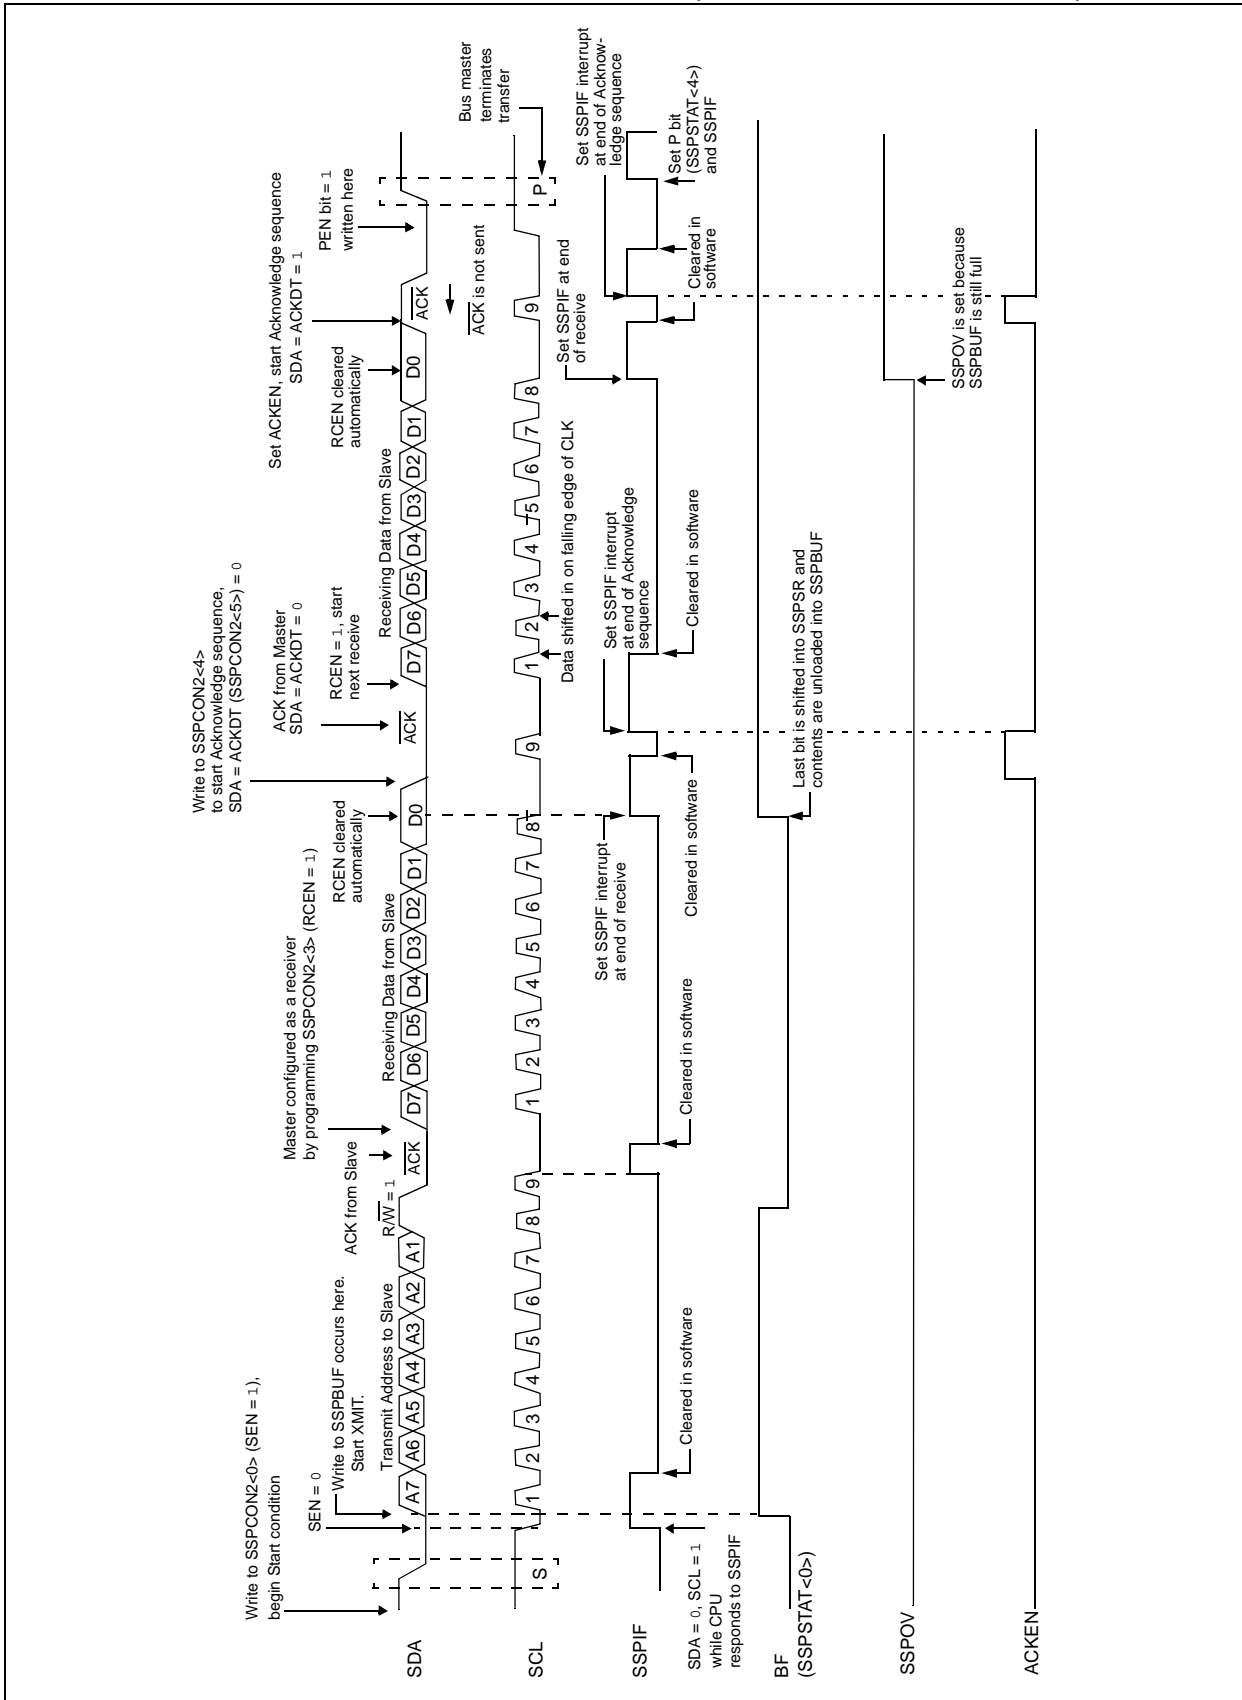 Write to SSPCON2<0> (SEN = 1),
begin Start condition
SEN = 0
Write to SSPBUF occurs here.
Start XMIT.
Transmit Address to Slave
ACK from Slave
R/W = 1
Master configured as a receiver
by programming SSPCON2<3> (RCEN = 1)
Receiving Data from Slave
RCEN cleared
automatically
Write to SSPCON2<4>
to start Acknowledge sequence,
SDA = ACKDT (SSPCON2<5>) = 0
ACK from Master
SDA = ACKDT = 0
RCEN = 1, start
next receive
Receiving Data from Slave
RCEN cleared
automatically
Set ACKEN, start Acknowledge sequence
SDA = ACKDT = 1
PEN bit = 1
written here
SDA
A7 A6 A5 A4 A3 A2 A1
ACK
D7 D6 D5 D4 D3 D2 D1 D0
ACK
D7 D6 D5 D4 D3 D2 D1 D0
ACK
ACK is not sent
Bus master
terminates
transfer
SCL
S
1 2 3 4 5 6 7 8 9
1 2 3 4 5 6 7 8 9
1 2 3 4 5 6 7 8 9
P
Data shifted in on falling edge of CLK
SSPIF
SDA = 0, SCL = 1
while CPU
responds to SSPIF
Cleared in software
Cleared in software
Set SSPIF interrupt
at end of receive
Cleared in software
Set SSPIF interrupt
at end of Acknowledge
sequence
Cleared in software
Set SSPIF at end
of receive
Cleared in
software
Set SSPIF interrupt
at end of Acknow-
ledge sequence
Set P bit
(SSPSTAT<4>)
and SSPIF
BF
(SSPSTAT<0>)
Last bit is shifted into SSPSR and
contents are unloaded into SSPBUF
SSPOV
SSPOV is set because
SSPBUF is still full
ACKEN